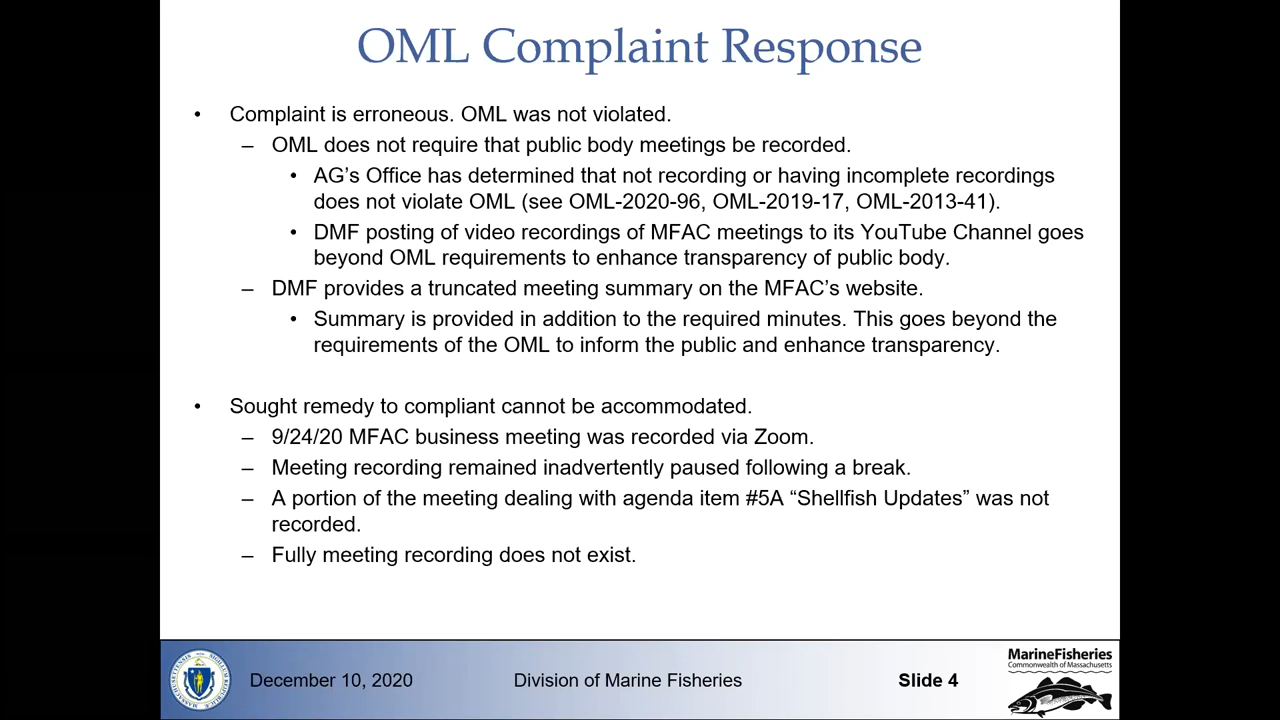 OML Complaint Response
• Complaint is erroneous. OML was not violated.
– OML does not require that public body meetings be recorded.
• AG's Office has determined that not recording or having incomplete recordings
does not violate OML (see OML-2020-96, OML-2019-17, OML-2013-41).
• DMF posting of video recordings of MFAC meetings to its YouTube Channel goes
beyond OML requirements to enhance transparency of public body.
– DMF provides a truncated meeting summary on the MFAC's website.
• Summary is provided in addition to the required minutes. This goes beyond the
requirements of the OML to inform the public and enhance transparency.
• Sought remedy to compliant cannot be accommodated.
– 9/24/20 MFAC business meeting was recorded via Zoom.
– Meeting recording remained inadvertently paused following a break.
– A portion of the meeting dealing with agenda item #5A “Shellfish Updates” was not
recorded.
– Fully meeting recording does not exist.
December 10, 2020
Division of Marine Fisheries
Slide 4
MarineFisheries
Commonwealth of Massachusetts